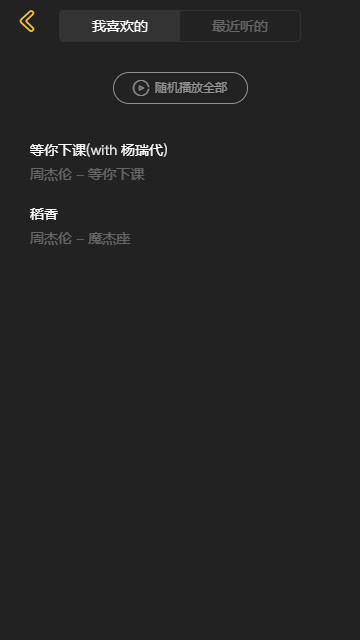 我喜欢的
最近听的
随机播放全部
等你下课(with 杨瑞代)
周杰伦 – 等你下课
稻香
周杰伦 – 魔杰座